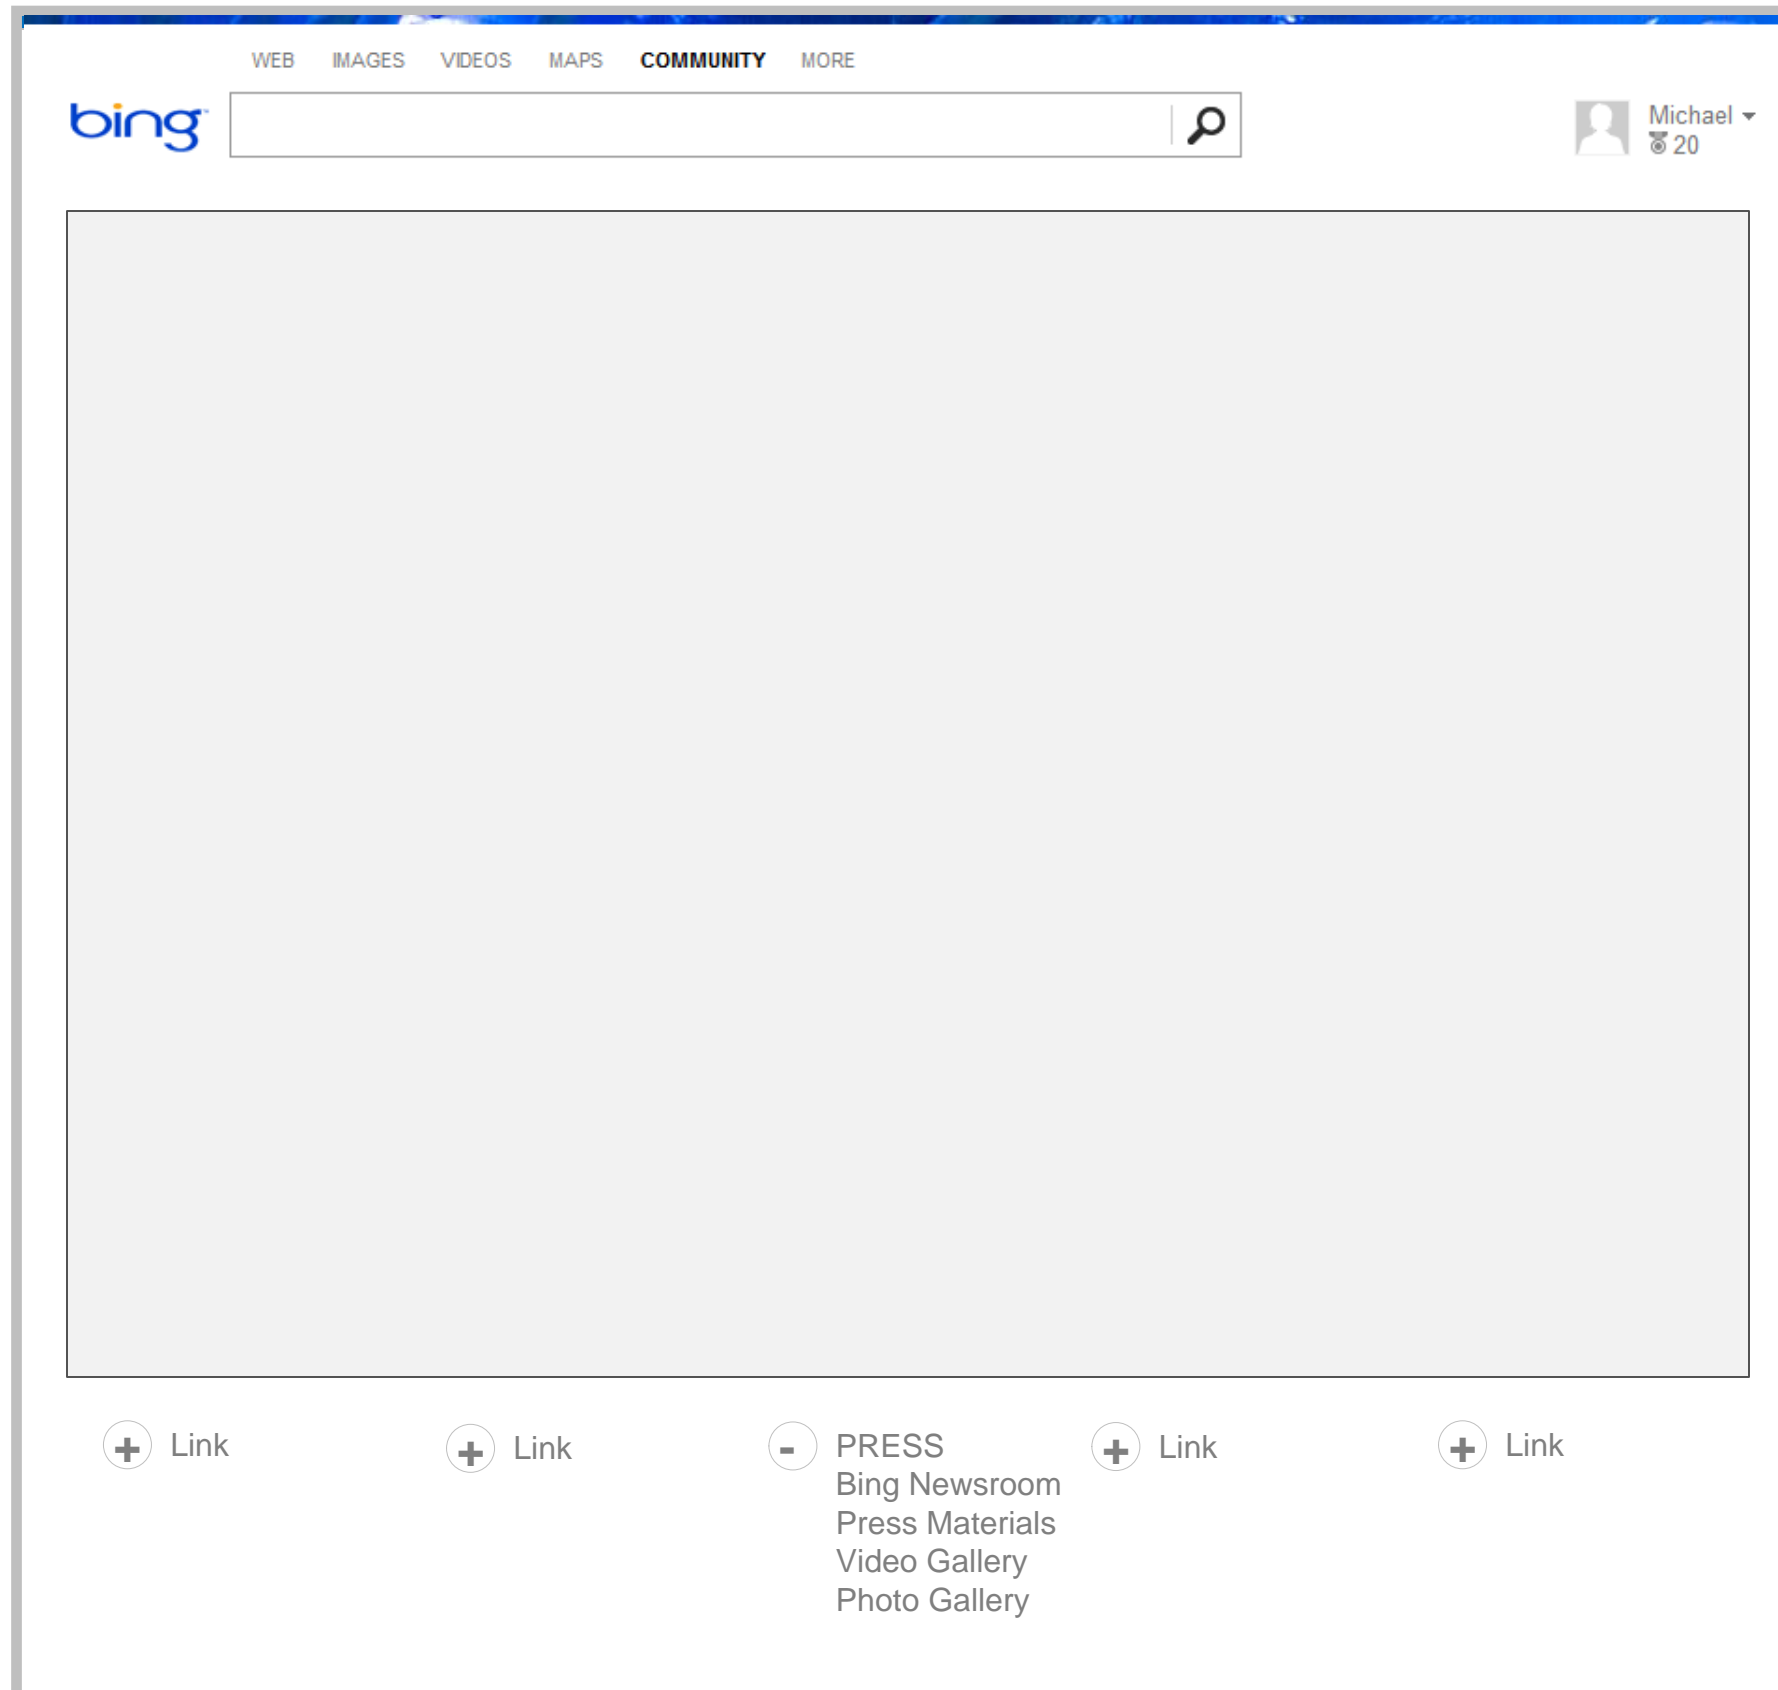 WEB IMAGES VIDEOS MAPS COMMUNITY MORE
bing™
Michael
20
+ Link
+ Link
- PRESS
Bing Newsroom
Press Materials
Video Gallery
Photo Gallery
+ Link
+ Link